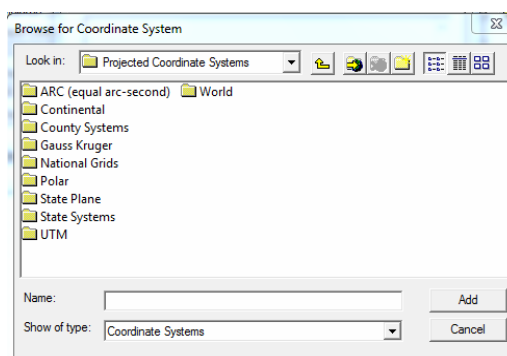 Browse for Coordinate System
Look in: Projected Coordinate Systems
ARC (equal arc-second) World
Continental
County Systems
Gauss Kruger
National Grids
Polar
State Plane
State Systems
UTM
Name: Add
Show of type: Coordinate Systems Cancel